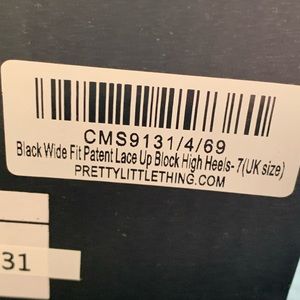 CMS9131/4/69
Black Wide Fit Patent Lace Up Block High Heels- 7(UK size)
PRETTYLITTLETHING.COM
31